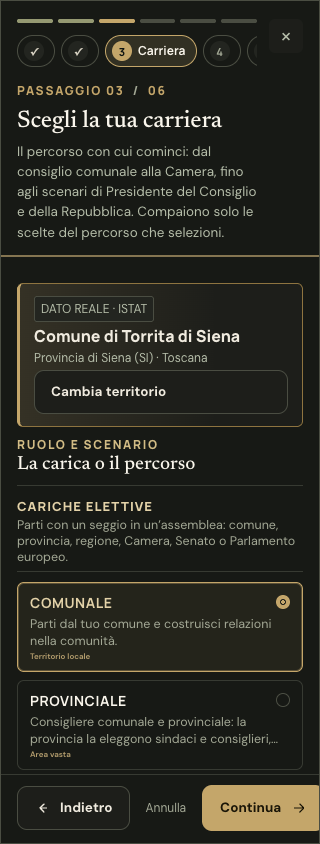 ✓ ✓ 3 Carriera 4
×
PASSAGGIO 03 / 06
Scegli la tua carriera
Il percorso con cui cominci: dal
consiglio comunale alla Camera, fino
agli scenari di Presidente del Consiglio
e della Repubblica. Compaiono solo le
scelte del percorso che selezioni.
DATO REALE · ISTAT
Comune di Torrita di Siena
Provincia di Siena (SI) · Toscana
Cambia territorio
RUOLO E SCENARIO
La carica o il percorso
CARICHE ELETTIVE
Parti con un seggio in un’assemblea: comune,
provincia, regione, Camera, Senato o Parlamento
europeo.
COMUNALE
Parti dal tuo comune e costruisci relazioni
nella comunità.
Territorio locale
PROVINCIALE
Consigliere comunale e provinciale: la
provincia la eleggono sindaci e consiglieri,…
Area vasta
← Indietro Annulla Continua →